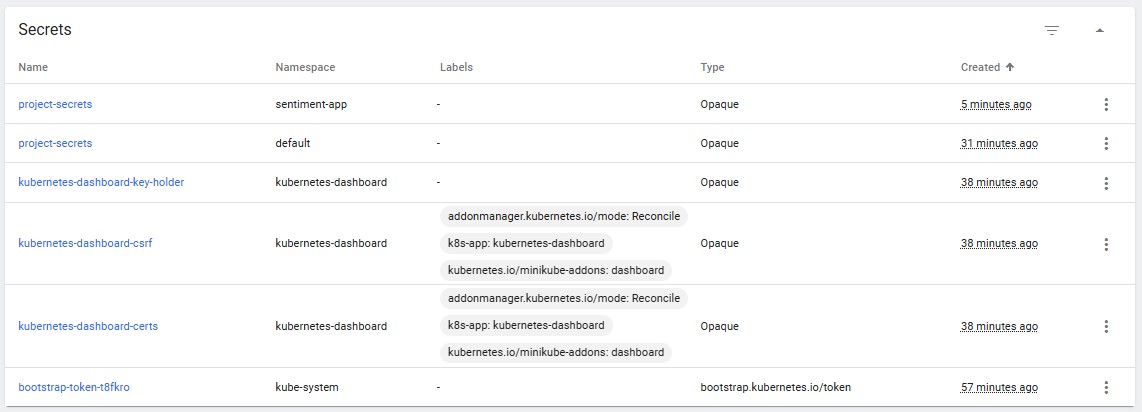 Secrets
Name Namespace Labels Type Created
project-secrets sentiment-app - Opaque 5 minutes ago
project-secrets default - Opaque 31 minutes ago
kubernetes-dashboard-key-holder kubernetes-dashboard - Opaque 38 minutes ago
addonmanager.kubernetes.io/mode: Reconcile
kubernetes-dashboard-csrf kubernetes-dashboard k8s-app: kubernetes-dashboard Opaque 38 minutes ago
kubernetes.io/minikube-addons: dashboard
addonmanager.kubernetes.io/mode: Reconcile
kubernetes-dashboard-certs kubernetes-dashboard k8s-app: kubernetes-dashboard Opaque 38 minutes ago
kubernetes.io/minikube-addons: dashboard
bootstrap-token-t8fkro kube-system - bootstrap.kubernetes.io/token 57 minutes ago